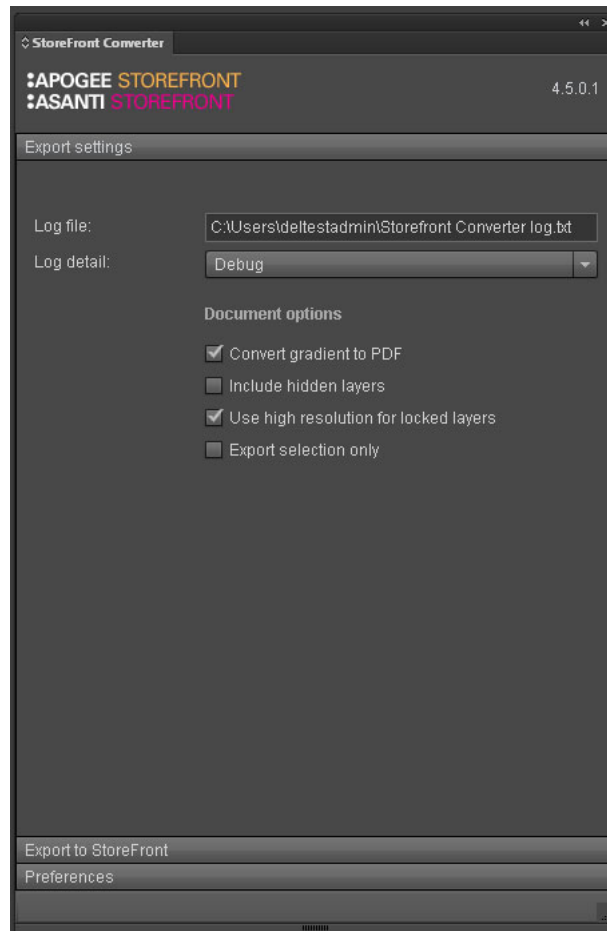 StoreFront Converter
:APOGEE STOREFRONT
:ASANTI STOREFRONT
4.5.0.1
Export settings
Log file:
C:\Users\deltestadmin\Storefront Converter log.txt
Log detail:
Debug
Document options
Convert gradient to PDF
Include hidden layers
Use high resolution for locked layers
Export selection only
Export to StoreFront
Preferences